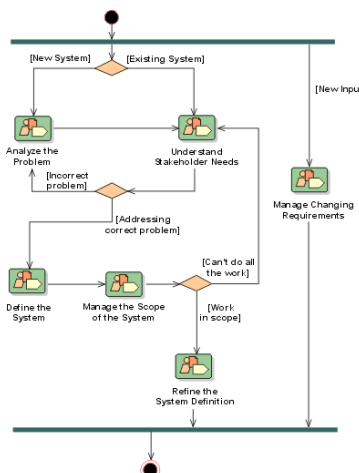 [New System]
[Existing System]
[New Input
Analyze the
Problem
Understand
Stakeholder Needs
[Incorrect
problem]
Manage Changing
Requirements
[Addressing
correct problem]
[Can't do all
the work]
Define the
System
Manage the Scope
of the System
[Work
in scope]
Refine the
System Definition